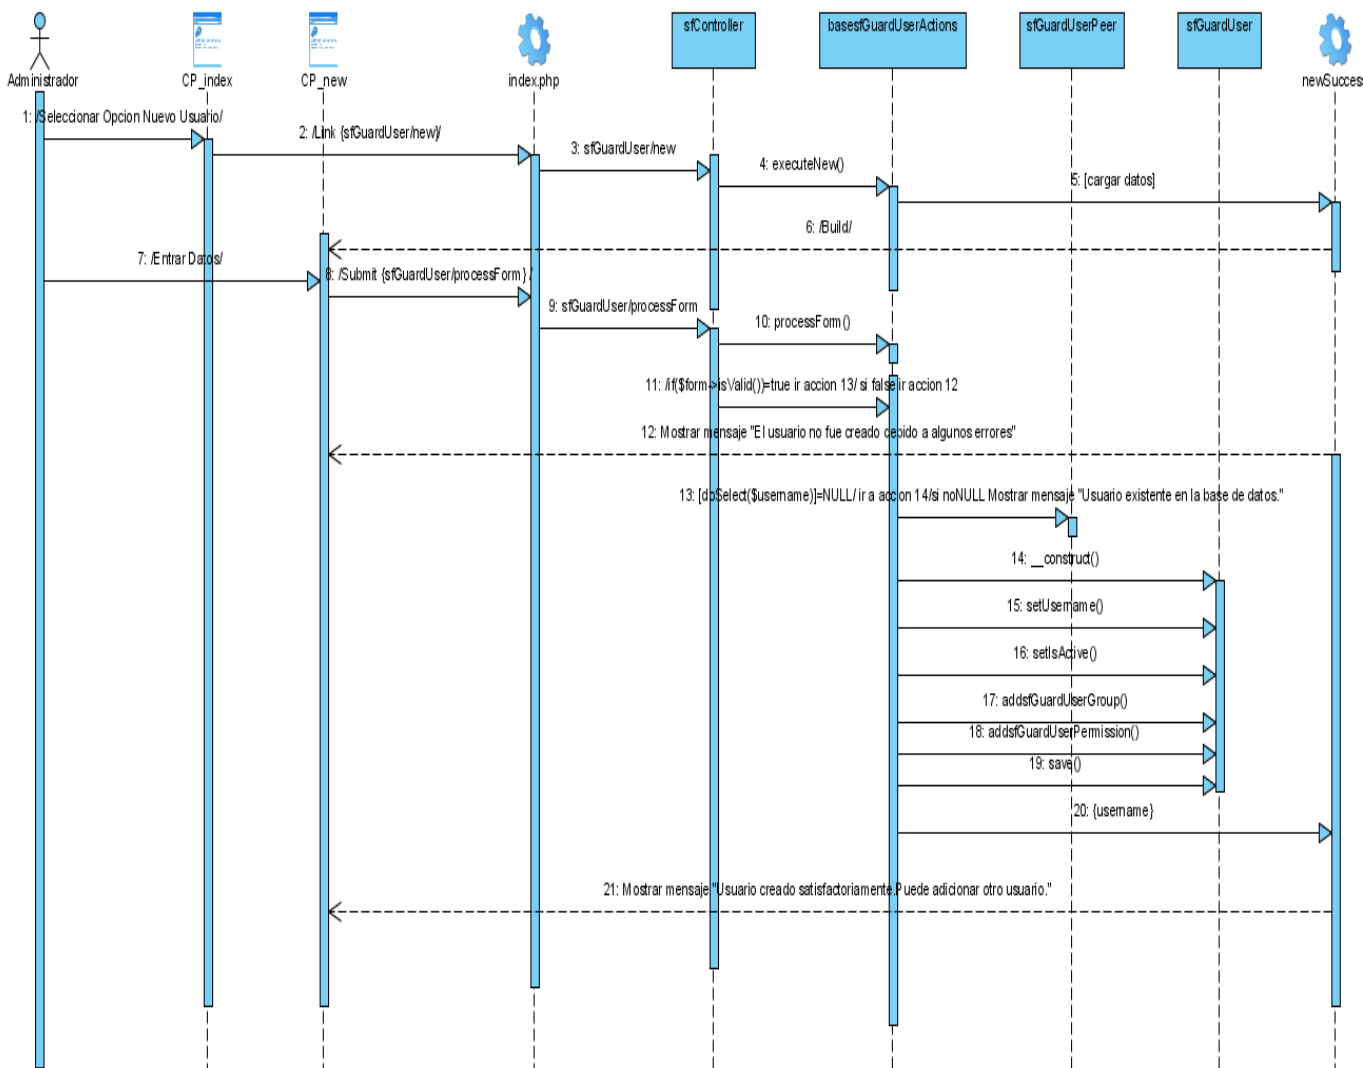 Administrador
CP_index
CP_new
index.php
sfController
basesfGuardUserActions
sfGuardUserPeer
sfGuardUser
newSuccess
1: /Seleccionar Opcion Nuevo Usuario/
2: /Link {sfGuardUser/new}/
3: sfGuardUser/new
4: executeNew()
5: [cargar datos]
6: /Build/
7: /Entrar Datos/
8: /Submit {sfGuardUser/processForm} /
9: sfGuardUser/processForm
10: processForm()
11: /if($form->isValid())=true ir accion 13/ si false ir accion 12
12: Mostrar mensaje "El usuario no fue creado debido a algunos errores"
13: [doSelect($username)]=NULL/ ir a accion 14/si noNULL Mostrar mensaje "Usuario existente en la base de datos."
14: __construct()
15: setUsername()
16: setIsActive()
17: addsfGuardUserGroup()
18: addsfGuardUserPermission()
19: save()
20: {username}
21: Mostrar mensaje "Usuario creado satisfactoriamente.Puede adicionar otro usuario."